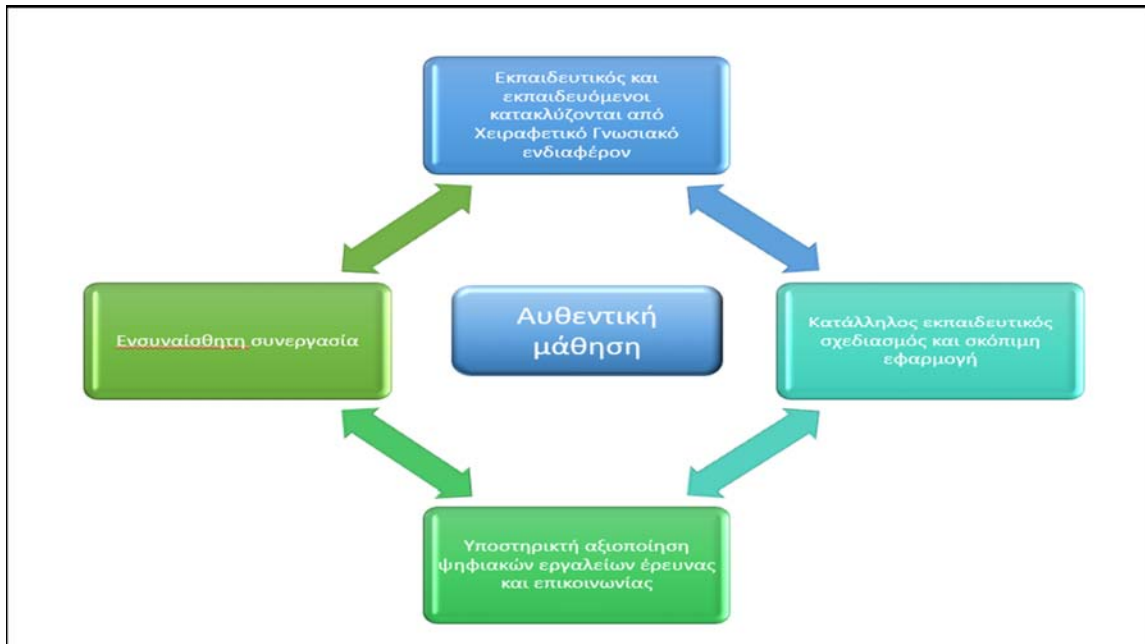 Εκπαιδευτικός και
εκπαιδευόμενοι
κατακλύζονται από
Χειραφετικό Γνωσιακό
ενδιαφέρον
Ενσυναίσθητη συνεργασία
Αυθεντική
μάθηση
Κατάλληλος εκπαιδευτικός
σχεδιασμός και σκόπιμη
εφαρμογή
Υποστηρικτή αξιοποίηση
ψηφιακών εργαλείων έρευνας
και επικοινωνίας